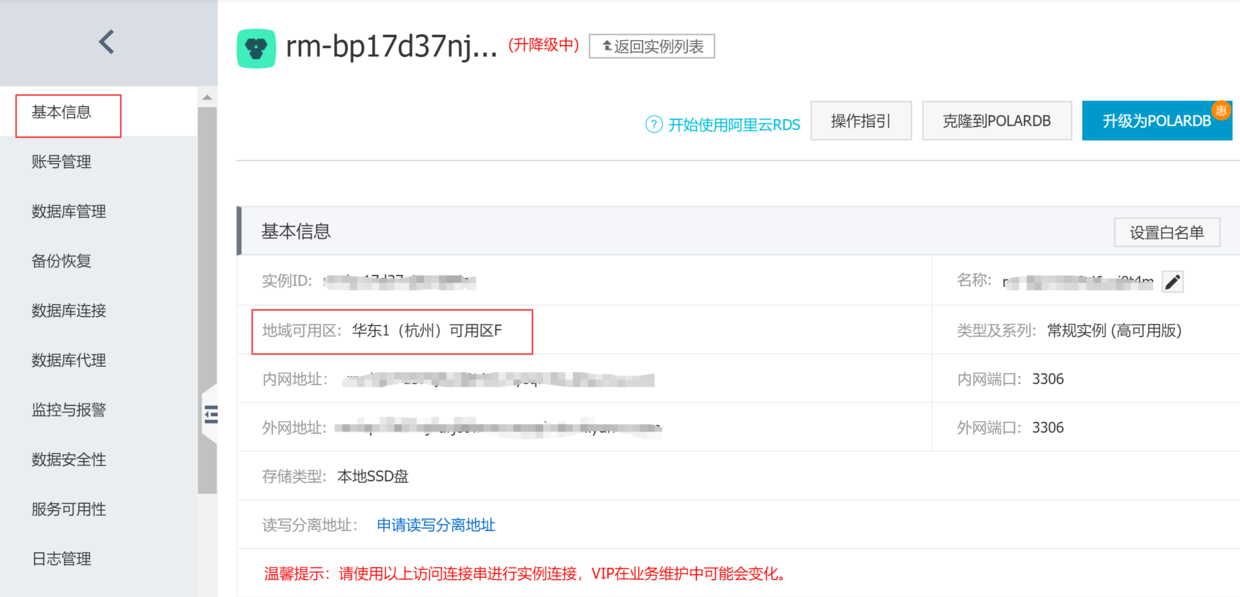 rm-bp17d37nj... (升降级中) 返回实例列表
开始使用阿里云RDS 操作指引 克隆到POLARDB 升级为POLARDB 惠
基本信息
账号管理
数据库管理
备份恢复
数据库连接
数据库代理
监控与报警
数据安全性
服务可用性
日志管理
基本信息 设置白名单
实例ID: 名称:
地域可用区: 华东1（杭州）可用区F 类型及系列: 常规实例 (高可用版)
内网地址: 内网端口: 3306
外网地址: 外网端口: 3306
存储类型: 本地SSD盘
读写分离地址: 申请读写分离地址
温馨提示：请使用以上访问连接串进行实例连接，VIP在业务维护中可能会变化。